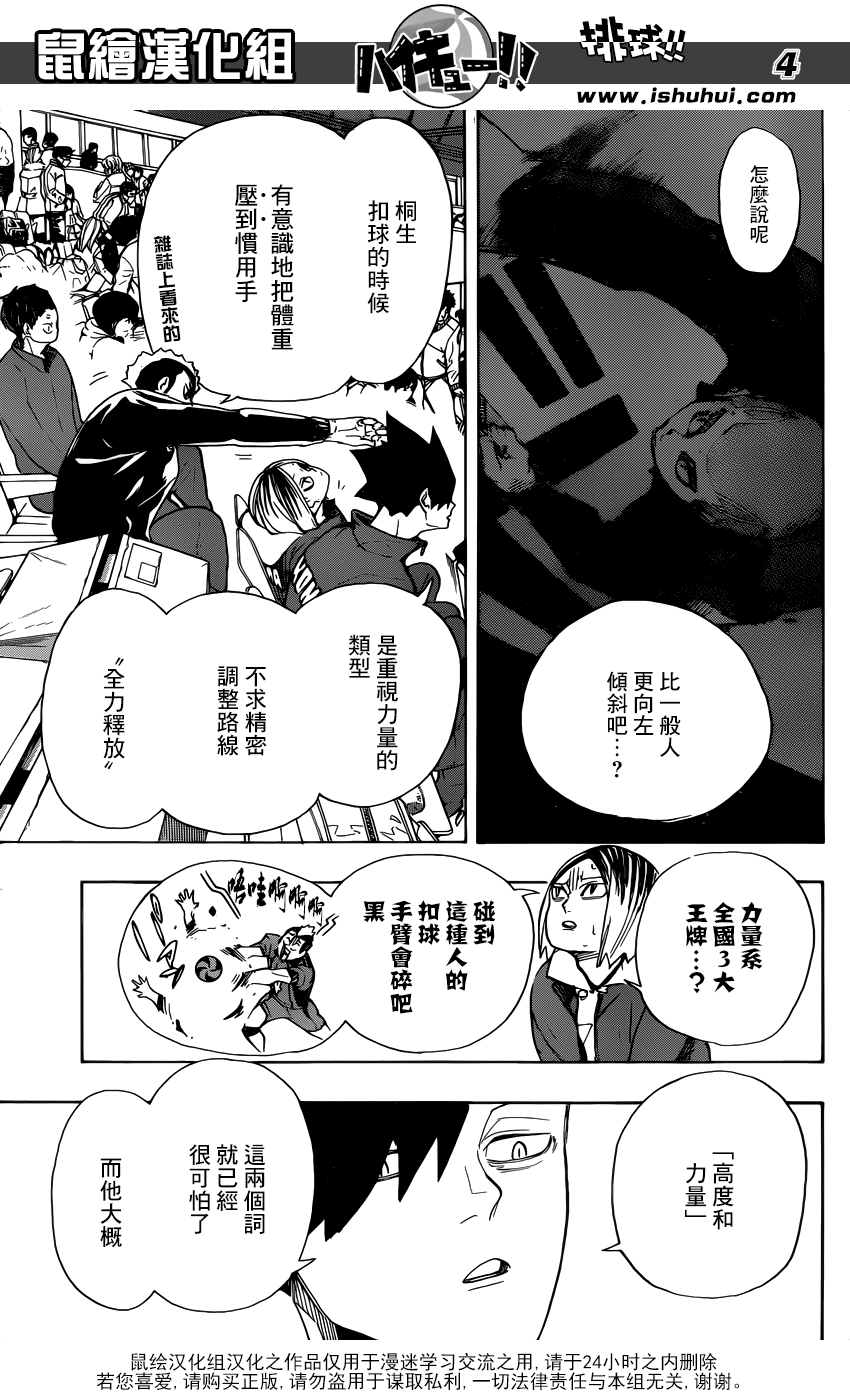 鼠繪漢化組
ハイキュー!!
排球!!
4
www.ishuhui.com
怎麼說呢
比一般人
更向左
傾斜吧…?
桐生
扣球的時候
有意識地把體重
壓到慣用手
雜誌上看來的
是重視力量的
類型
不求精密
調整路線
“全力釋放”
力量系
全國3大
王牌…?
碰到
這種人的
扣球
手臂會碎吧
黑
唔哇啊啊啊
「高度和
力量」
這兩個詞
就已經
很可怕了
而他大概
鼠绘汉化组汉化之作品仅用于漫迷学习交流之用, 请于24小时之内删除
若您喜爱, 请购买正版, 请勿用于谋取私利, 一切法律责任与本组无关, 谢谢。